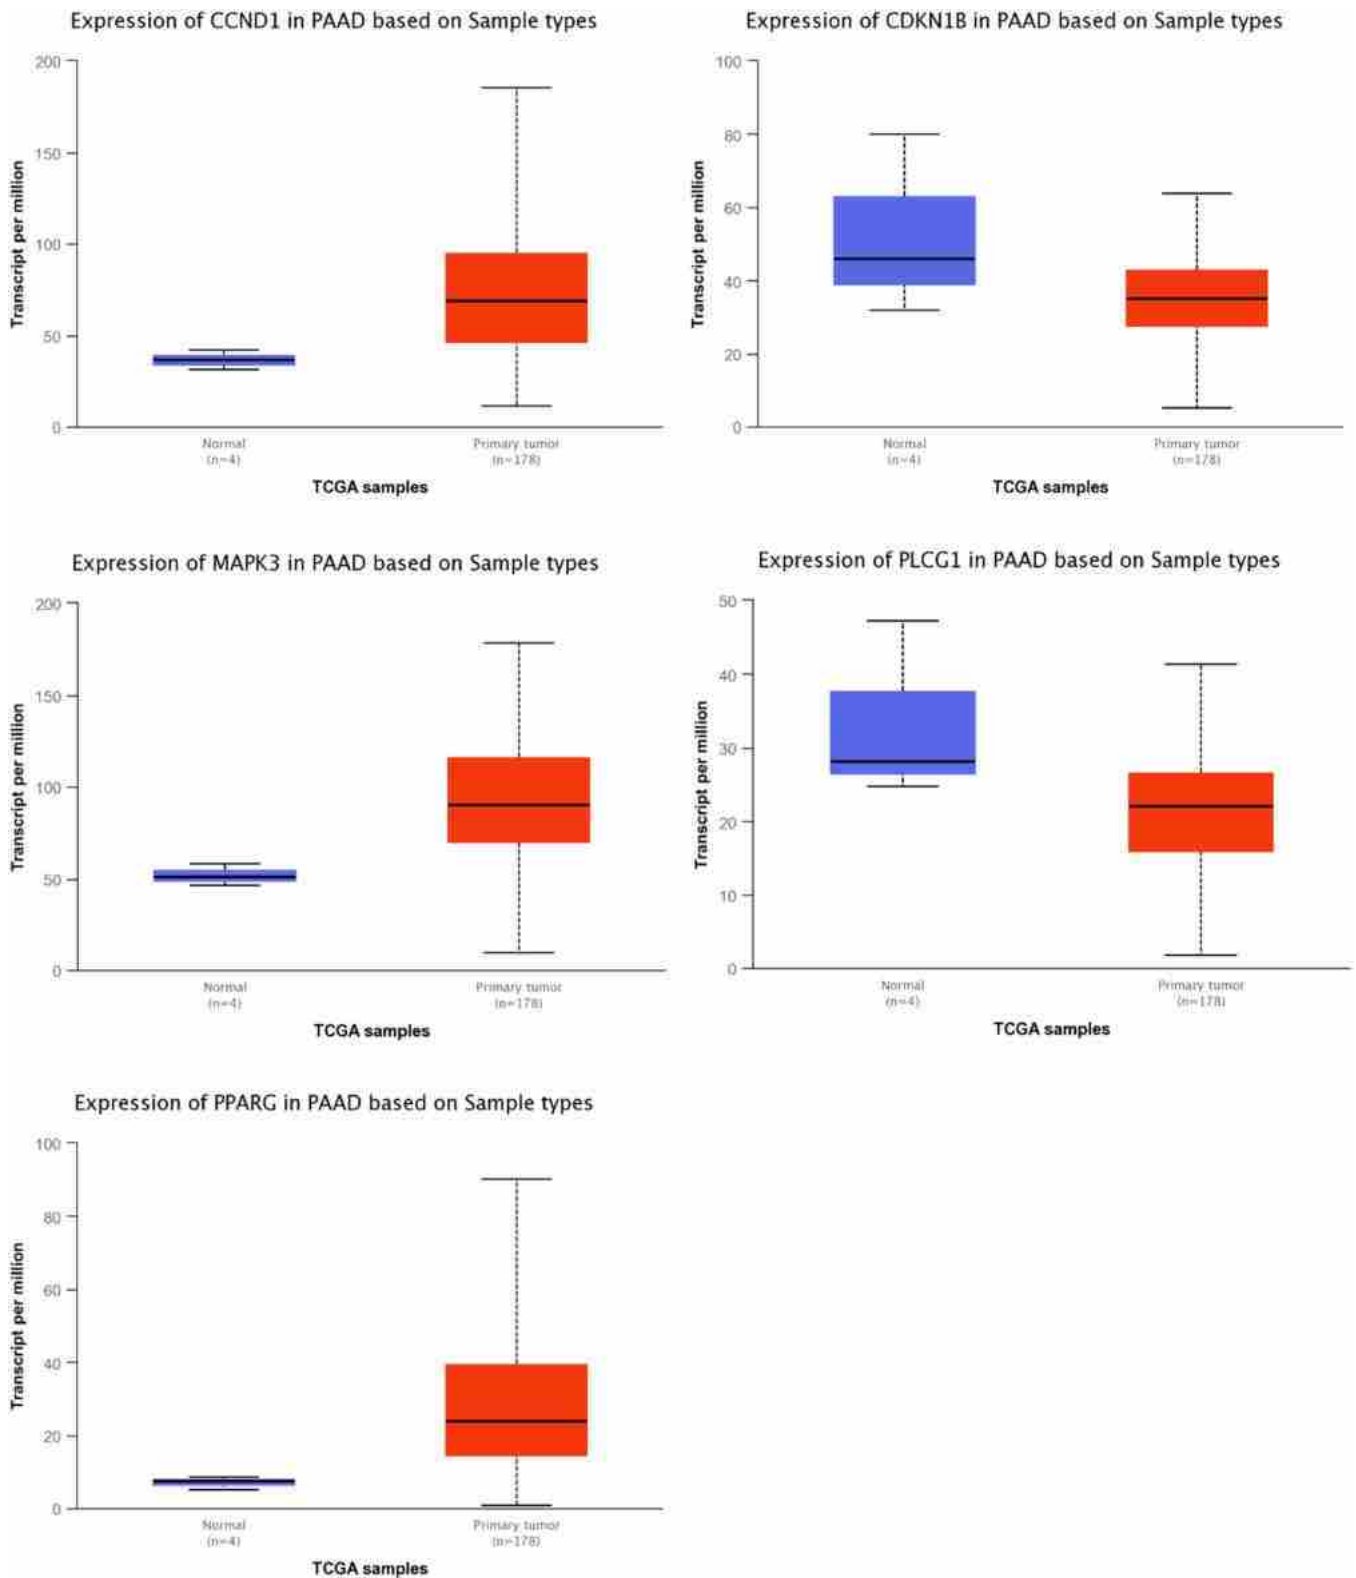 Expression of CCND1 in PAAD based on Sample types
200
150
100
50
0
Transcript per million
Normal
(n=4)
Primary tumor
(n=178)
TCGA samples
Expression of CDKN1B in PAAD based on Sample types
100
80
60
40
20
0
Transcript per million
Normal
(n=4)
Primary tumor
(n=178)
TCGA samples
Expression of MAPK3 in PAAD based on Sample types
200
150
100
50
0
Transcript per million
Normal
(n=4)
Primary tumor
(n=178)
TCGA samples
Expression of PLCG1 in PAAD based on Sample types
50
40
30
20
10
0
Transcript per million
Normal
(n=4)
Primary tumor
(n=178)
TCGA samples
Expression of PPARG in PAAD based on Sample types
100
80
60
40
20
0
Transcript per million
Normal
(n=4)
Primary tumor
(n=178)
TCGA samples